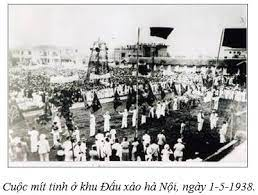 Cuộc mít tinh ở khu Đấu xảo hà Nội, ngày 1-5-1938.